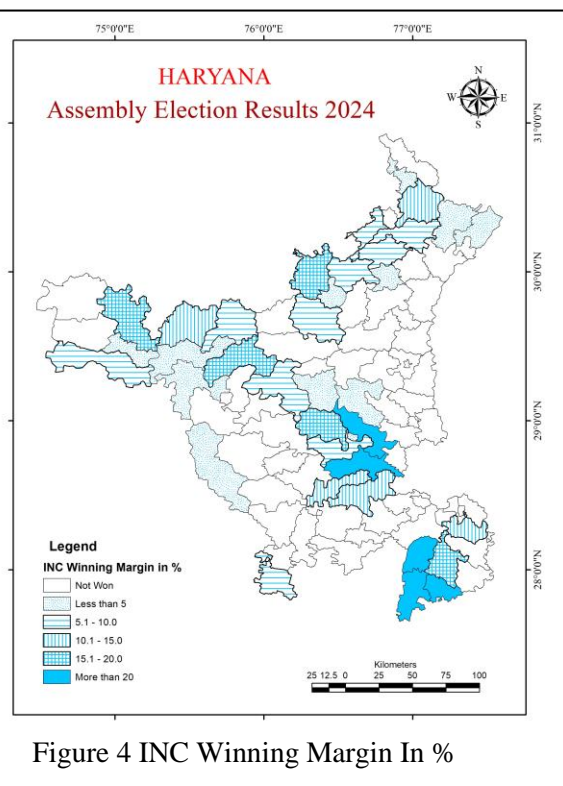 75°0'0"E 76°0'0"E 77°0'0"E
HARYANA
Assembly Election Results 2024
N
W E
S
31°0'0"N
30°0'0"N
29°0'0"N
28°0'0"N
Legend
INC Winning Margin in %
Not Won
Less than 5
5.1 - 10.0
10.1 - 15.0
15.1 - 20.0
More than 20
Kilometers
25 12.5 0 25 50 75 100
Figure 4 INC Winning Margin In %